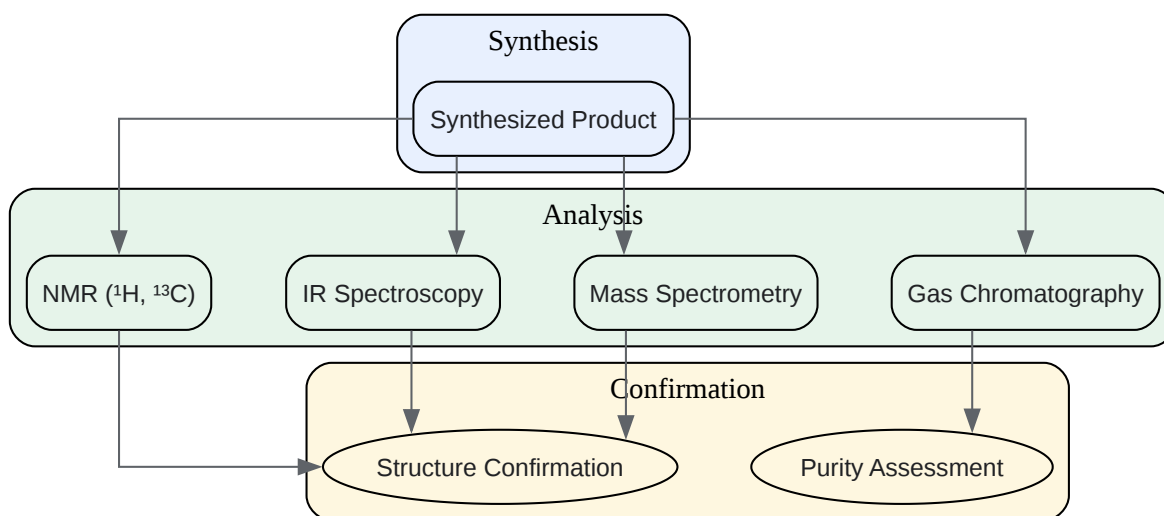 Synthesis
Synthesized Product
Analysis
NMR (¹H, ¹³C)
IR Spectroscopy
Mass Spectrometry
Gas Chromatography
Confirmation
Structure Confirmation
Purity Assessment